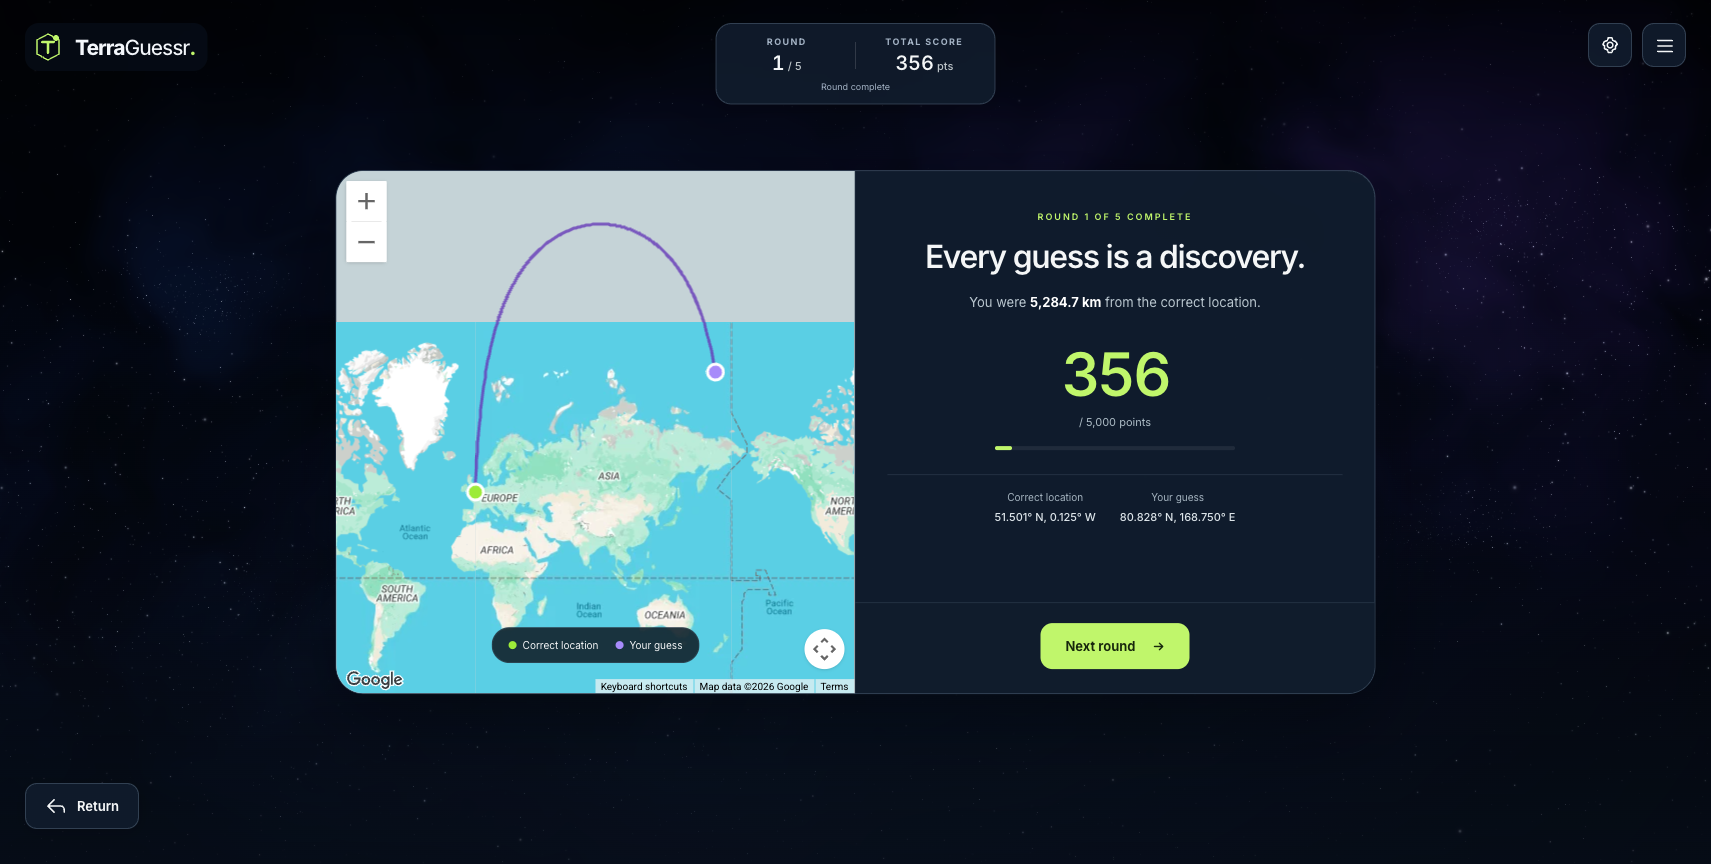 TerraGuessr.
ROUND
1 / 5
TOTAL SCORE
356 pts
Round complete
ASIA
EUROPE
Atlantic
Ocean
AFRICA
NORTH
AMERICA
SOUTH
AMERICA
Indian
Ocean
OCEANIA
Pacific
Ocean
Correct location
Your guess
Google
Keyboard shortcuts
Map data ©2026 Google
Terms
ROUND 1 OF 5 COMPLETE
Every guess is a discovery.
You were 5,284.7 km from the correct location.
356
/ 5,000 points
Correct location
51.501° N, 0.125° W
Your guess
80.828° N, 168.750° E
Next round
Return